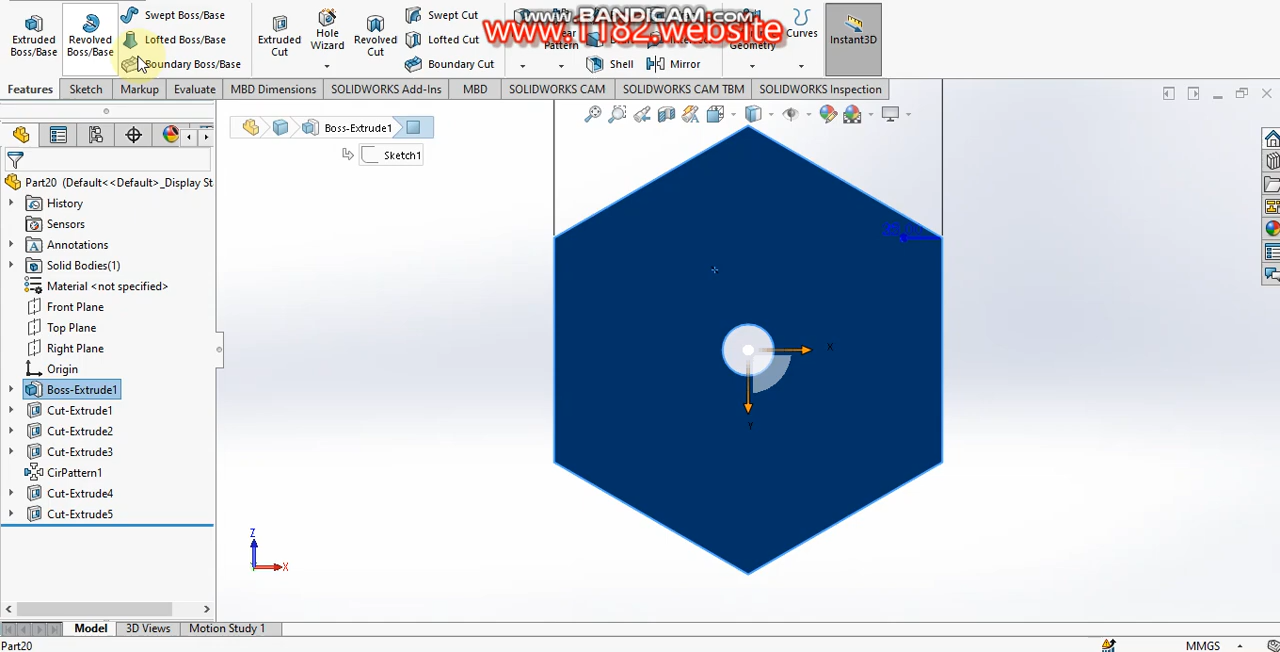 www.BANDICAM.com
www.1182.website
Extruded Boss/Base
Revolved Boss/Base
Swept Boss/Base
Lofted Boss/Base
Boundary Boss/Base
Extruded Cut
Hole Wizard
Revolved Cut
Swept Cut
Lofted Cut
Boundary Cut
Pattern
Shell
Mirror
Geometry
Curves
Instant3D
Features
Sketch
Markup
Evaluate
MBD Dimensions
SOLIDWORKS Add-Ins
MBD
SOLIDWORKS CAM
SOLIDWORKS CAM TBM
SOLIDWORKS Inspection
Boss-Extrude1
Sketch1
Part20 (Default<<Default>_Display St
History
Sensors
Annotations
Solid Bodies(1)
Material <not specified>
Front Plane
Top Plane
Right Plane
Origin
Boss-Extrude1
Cut-Extrude1
Cut-Extrude2
Cut-Extrude3
CirPattern1
Cut-Extrude4
Cut-Extrude5
X
Y
Z
X
Model
3D Views
Motion Study 1
Part20
MMGS